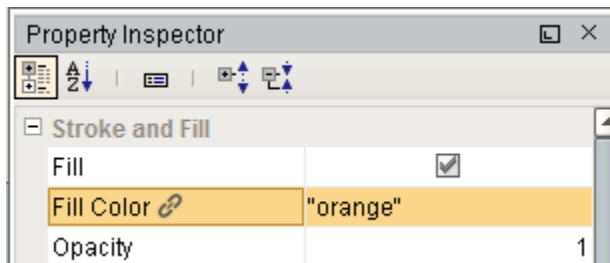 Property Inspector
Stroke and Fill
Fill
Fill Color "orange"
Opacity 1